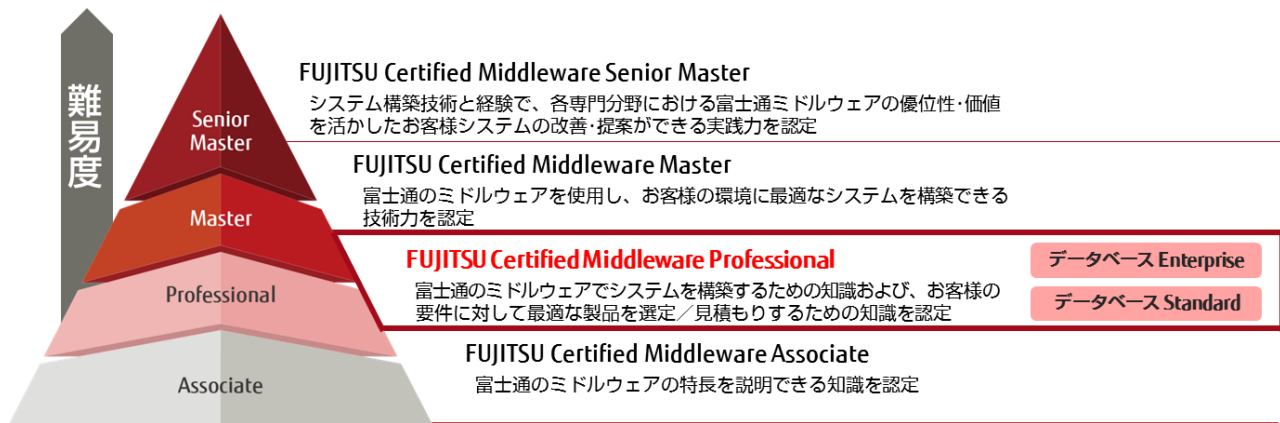 難易度
Senior
Master
Master
Professional
Associate
FUJITSU Certified Middleware Senior Master
システム構築技術と経験で、各専門分野における富士通ミドルウェアの優位性・価値
を活かしたお客様システムの改善・提案ができる実践力を認定
FUJITSU Certified Middleware Master
富士通のミドルウェアを使用し、お客様の環境に最適なシステムを構築できる
技術力を認定
FUJITSU Certified Middleware Professional
富士通のミドルウェアでシステムを構築するための知識および、お客様の
要件に対して最適な製品を選定／見積もりするための知識を認定
データベース Enterprise
データベース Standard
FUJITSU Certified Middleware Associate
富士通のミドルウェアの特長を説明できる知識を認定